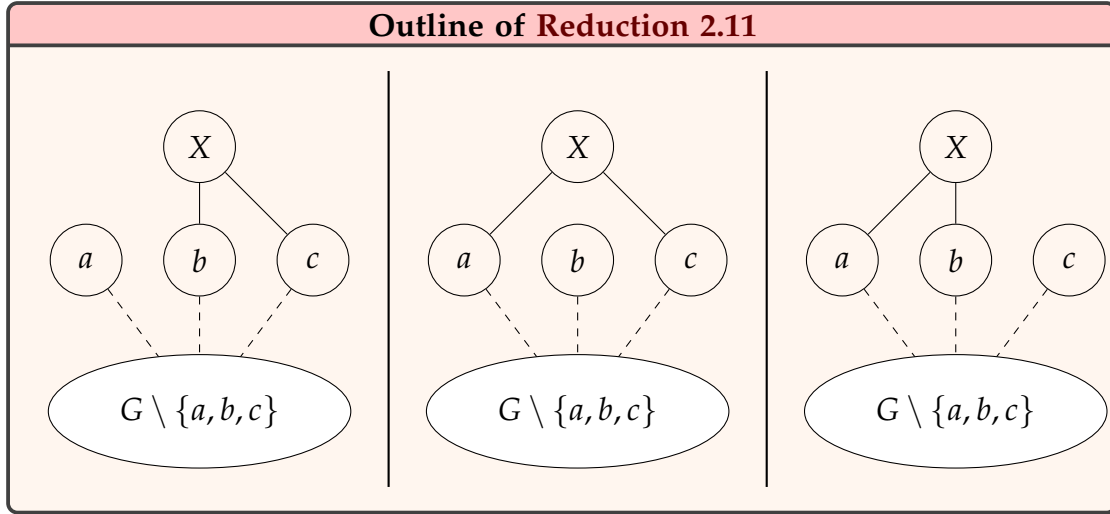 Outline of Reduction 2.11
X X X
a b c a b c a b c
G \ {a, b, c} G \ {a, b, c} G \ {a, b, c}